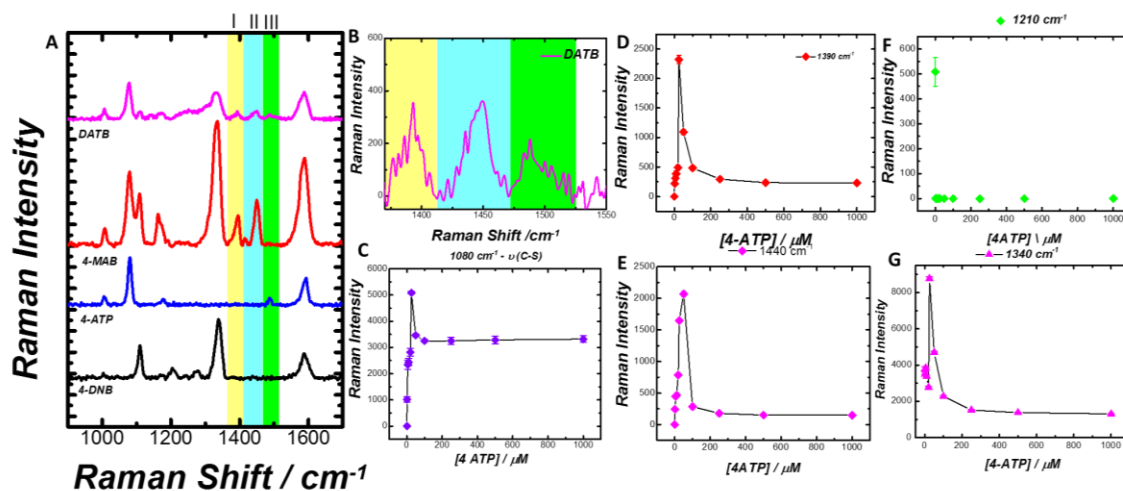 I II III
A
Raman Intensity
DATB
4-MAB
4-ATP
4-DNB
1000 1200 1400 1600
Raman Shift / cm-1
B
Raman Intensity
600
400
200
0
DATB
1400 1450 1500 1550
Raman Shift /cm-1
C
1080 cm-1 - υ(C-S)
Raman Intensity
6000
5000
4000
3000
2000
1000
0
0 200 400 600 800 1000
[4 ATP] / μM
D
1390 cm-1
Raman Intensity
2500
2000
1500
1000
500
0
0 200 400 600 800 1000
[4-ATP] / μM
E
1440 cm-1
Raman Intensity
2500
2000
1500
1000
500
0
0 200 400 600 800 1000
[4ATP] / μM
1210 cm-1
F
Raman Intensity
600
500
400
300
200
100
0
0 200 400 600 800 1000
[4ATP] \ μM
G
1340 cm-1
Raman Intensity
8000
6000
4000
2000
0
0 200 400 600 800 1000
[4-ATP] / μM